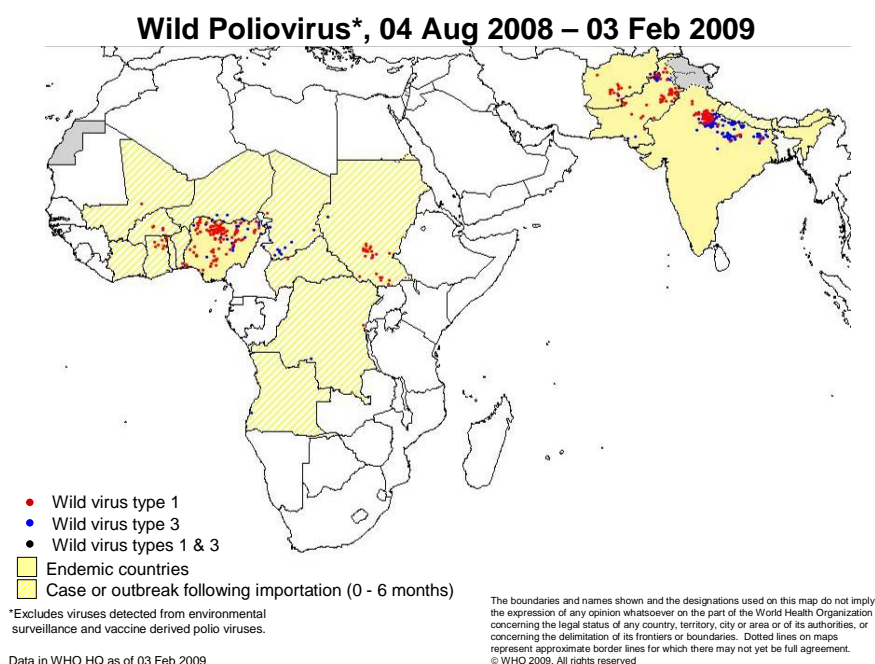 Wild Poliovirus*, 04 Aug 2008 – 03 Feb 2009
Wild virus type 1
Wild virus type 3
Wild virus types 1 & 3
Endemic countries
Case or outbreak following importation (0 - 6 months)
*Excludes viruses detected from environmental
surveillance and vaccine derived polio viruses.
Data in WHO HQ as of 03 Feb 2009
The boundaries and names shown and the designations used on this map do not imply
the expression of any opinion whatsoever on the part of the World Health Organization
concerning the legal status of any country, territory, city or area or of its authorities, or
concerning the delimitation of its frontiers or boundaries. Dotted lines on maps
represent approximate border lines for which there may not yet be full agreement.
© WHO 2009. All rights reserved